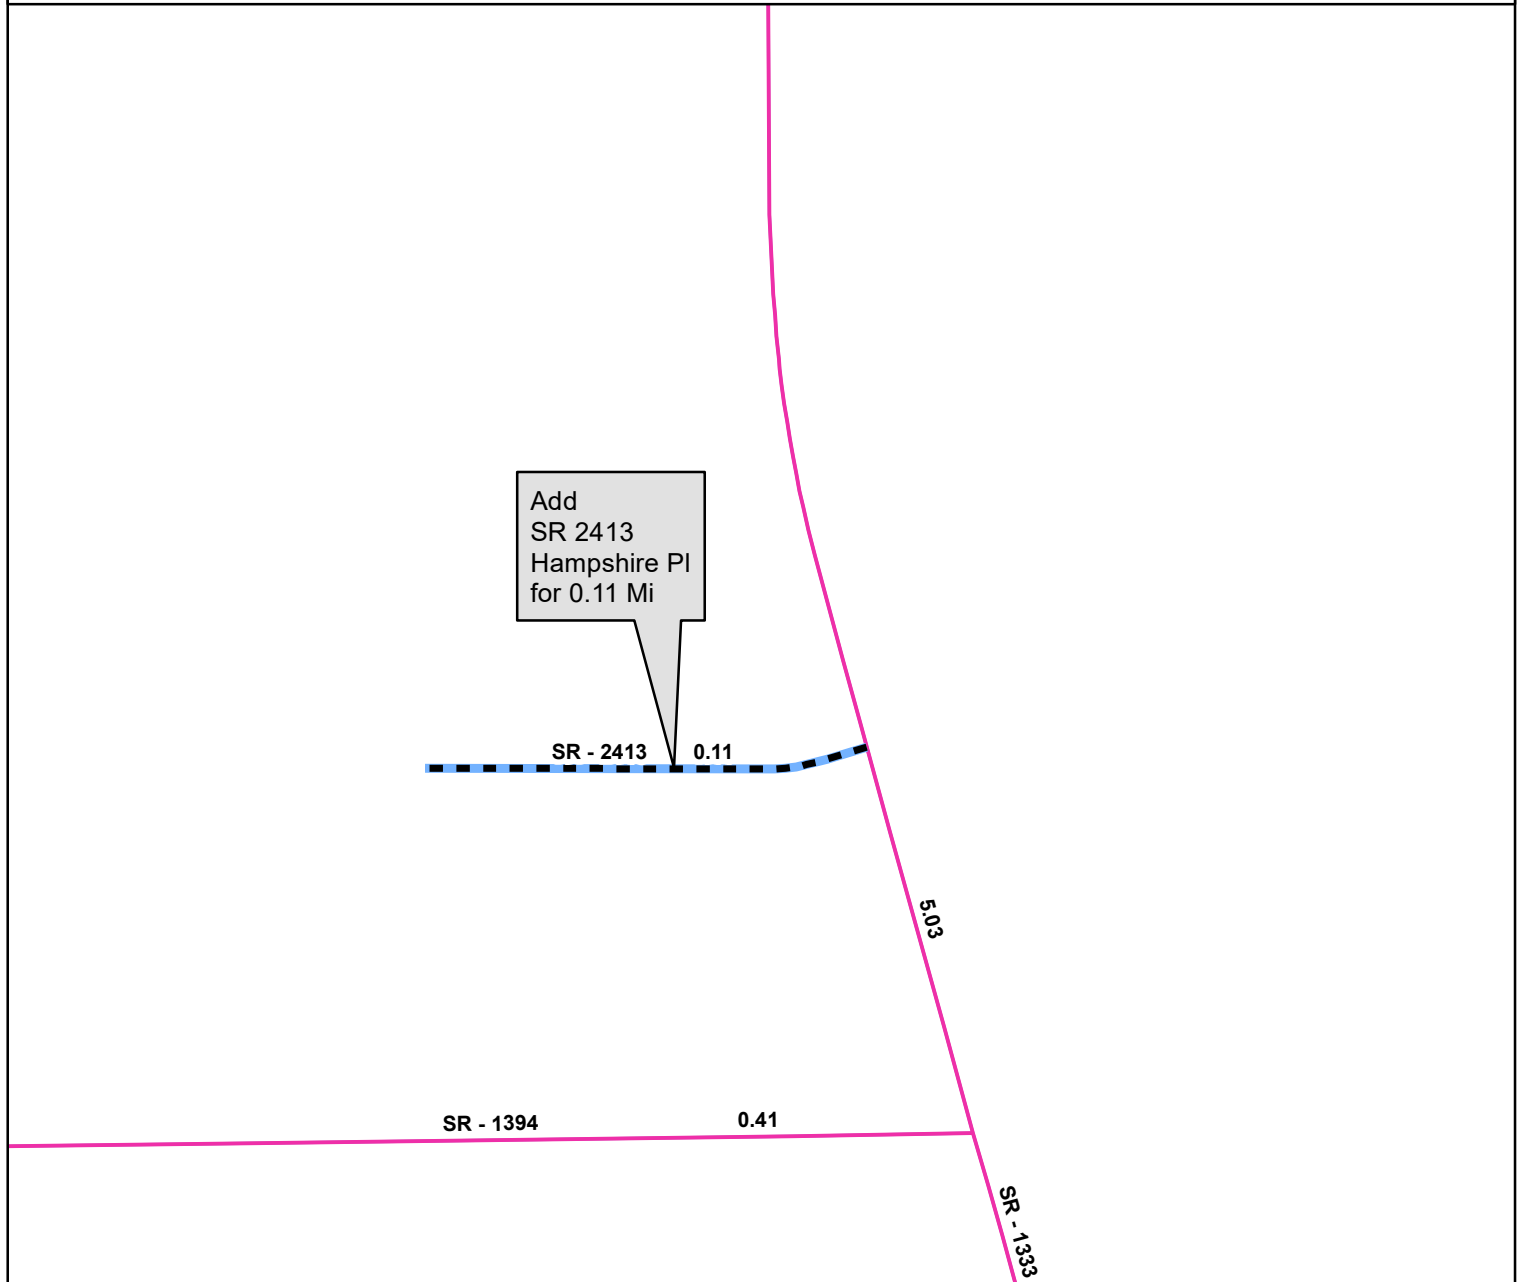 Add
SR 2413
Hampshire Pl
for 0.11 Mi
SR - 2413
0.11
5.03
SR - 1394
0.41
SR - 1333